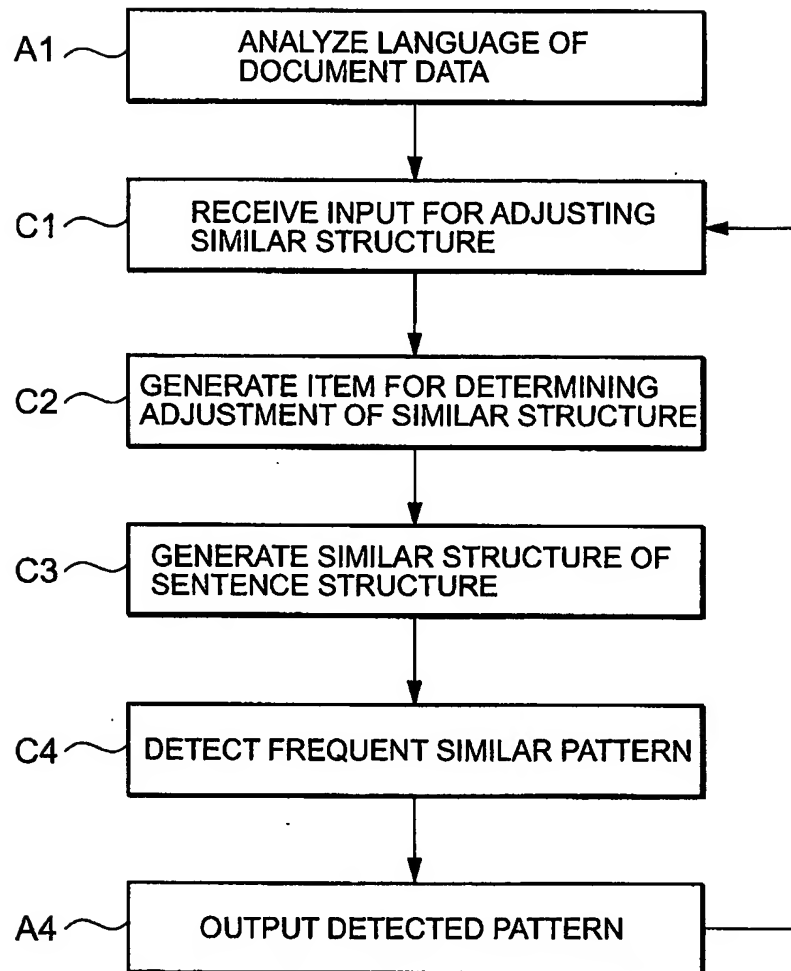 A1
ANALYZE LANGUAGE OF
DOCUMENT DATA
C1
RECEIVE INPUT FOR ADJUSTING
SIMILAR STRUCTURE
C2
GENERATE ITEM FOR DETERMINING
ADJUSTMENT OF SIMILAR STRUCTURE
C3
GENERATE SIMILAR STRUCTURE OF
SENTENCE STRUCTURE
C4
DETECT FREQUENT SIMILAR PATTERN
A4
OUTPUT DETECTED PATTERN